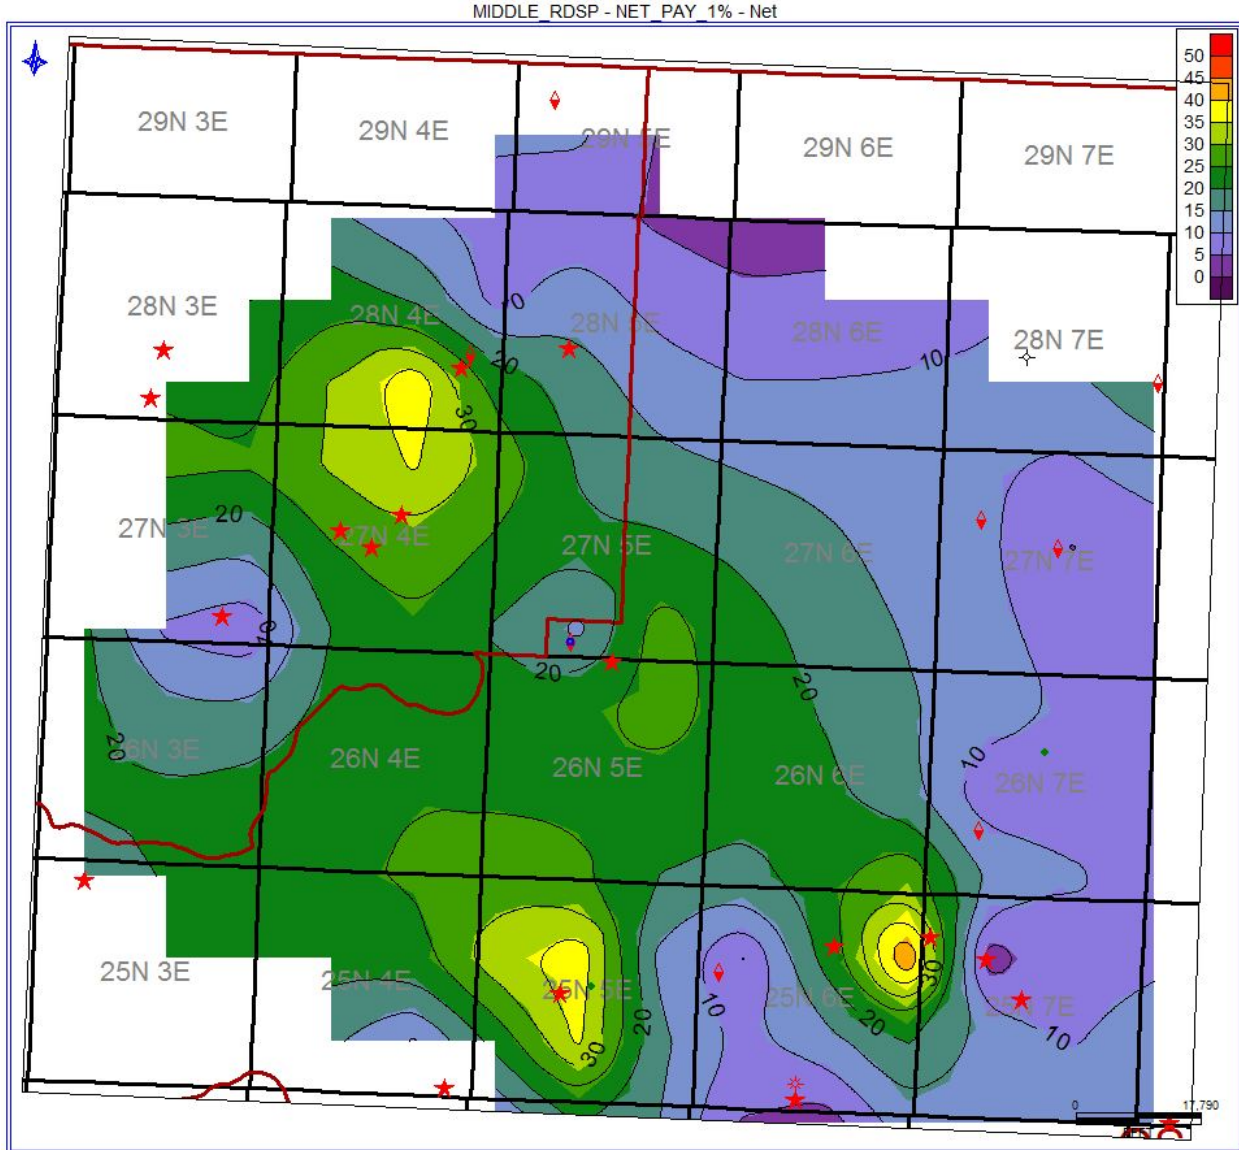 MIDDLE_RDSP - NET_PAY_1% - Net
50
45
40
35
30
25
20
15
10
5
0
29N 3E
29N 4E
29N 5E
29N 6E
29N 7E
28N 3E
28N 4E
28N 5E
28N 6E
28N 7E
10
20
10
30
27N 3E
20
27N 4E
27N 5E
27N 6E
27N 7E
10
20
20
20
26N 3E
26N 4E
26N 5E
26N 6E
10
26N 7E
25N 3E
25N 4E
25N 5E
25N 6E
25N 7E
30
10
20
20
30
10
0
17,790